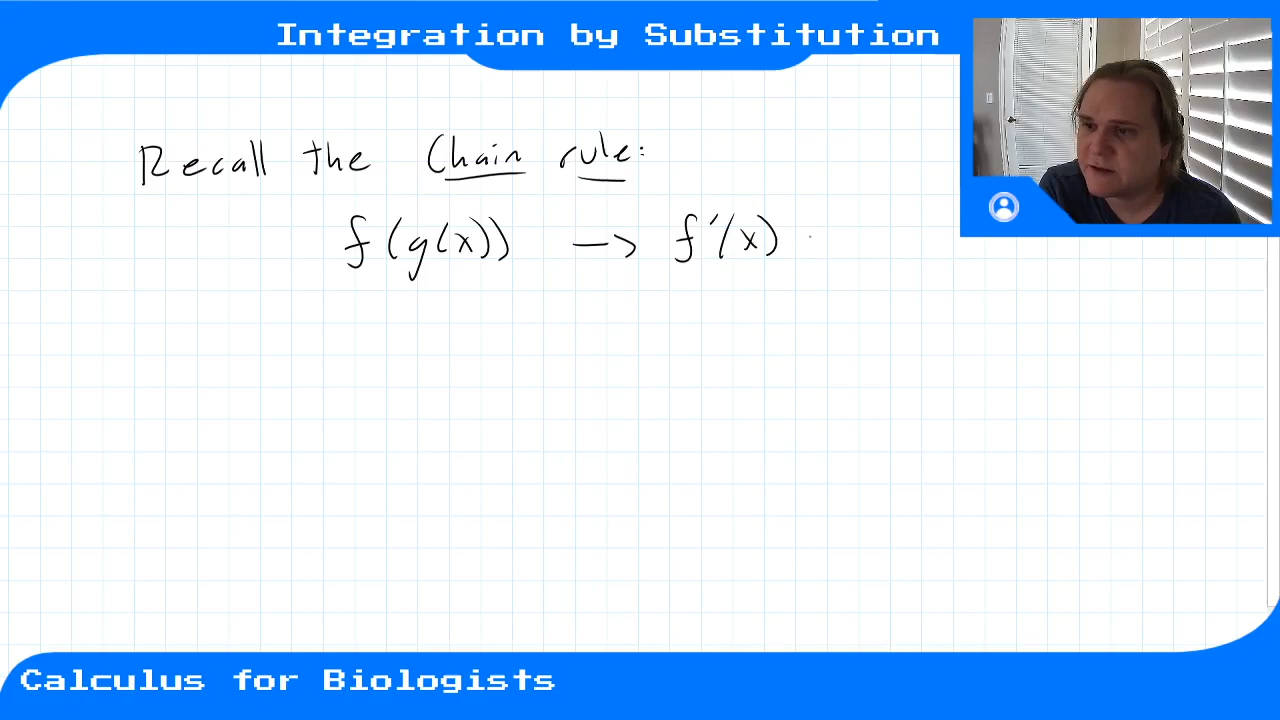 Integration by Substitution
Recall the Chain rule:
f(g(x)) → f'(x)
Calculus for Biologists